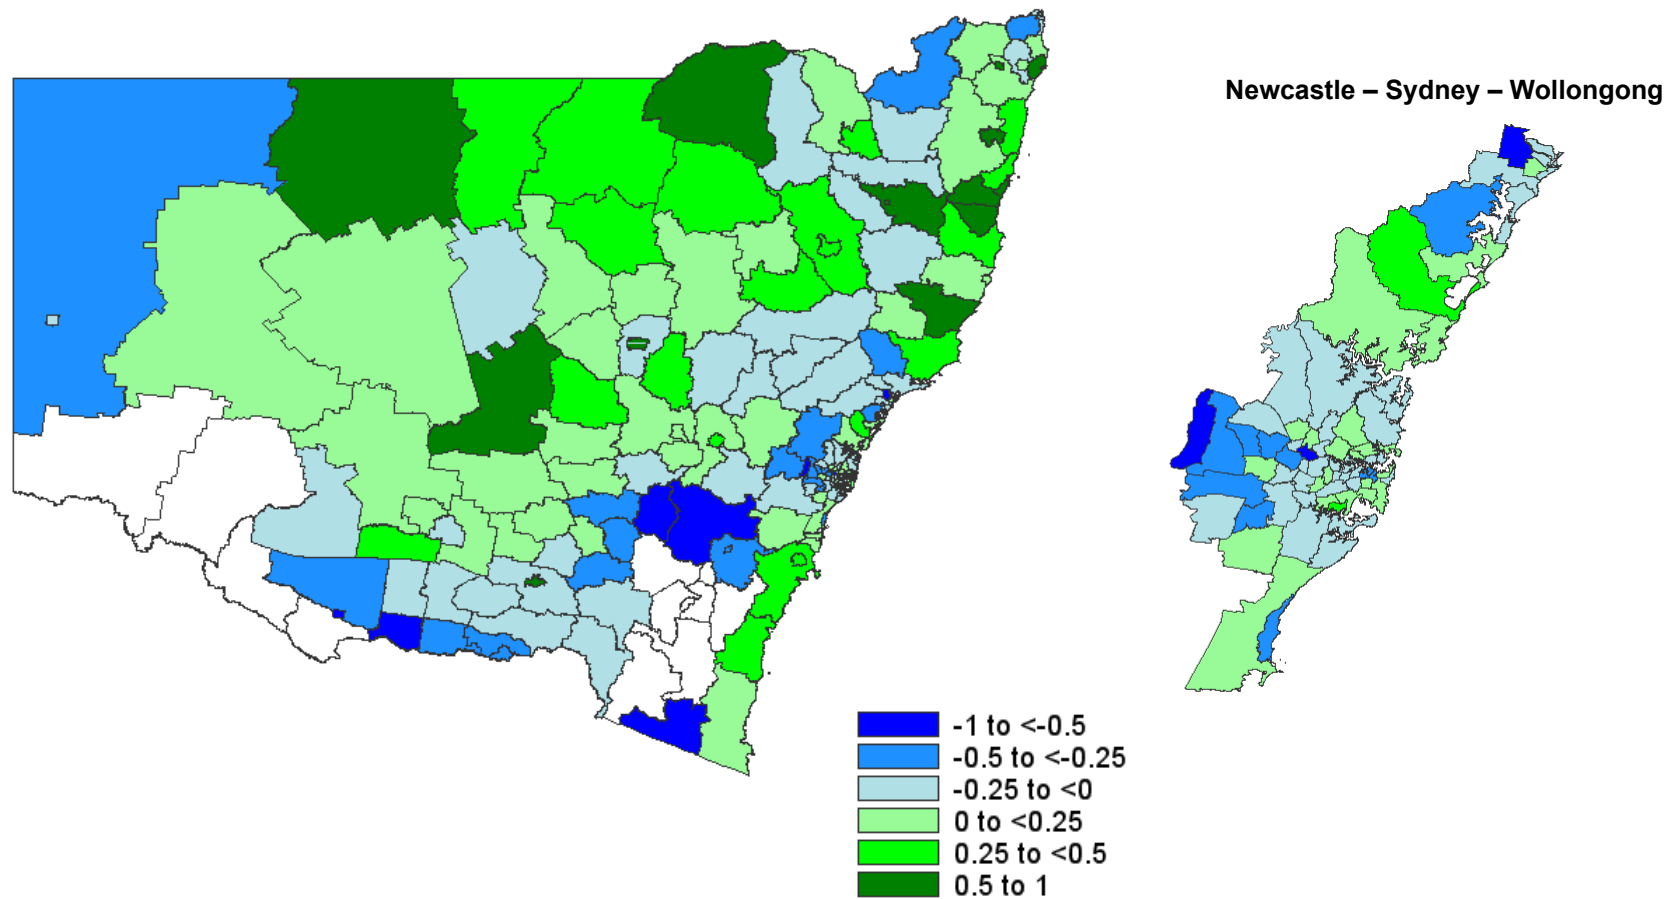 Newcastle – Sydney – Wollongong
-1 to <-0.5
-0.5 to <-0.25
-0.25 to <0
0 to <0.25
0.25 to <0.5
0.5 to 1